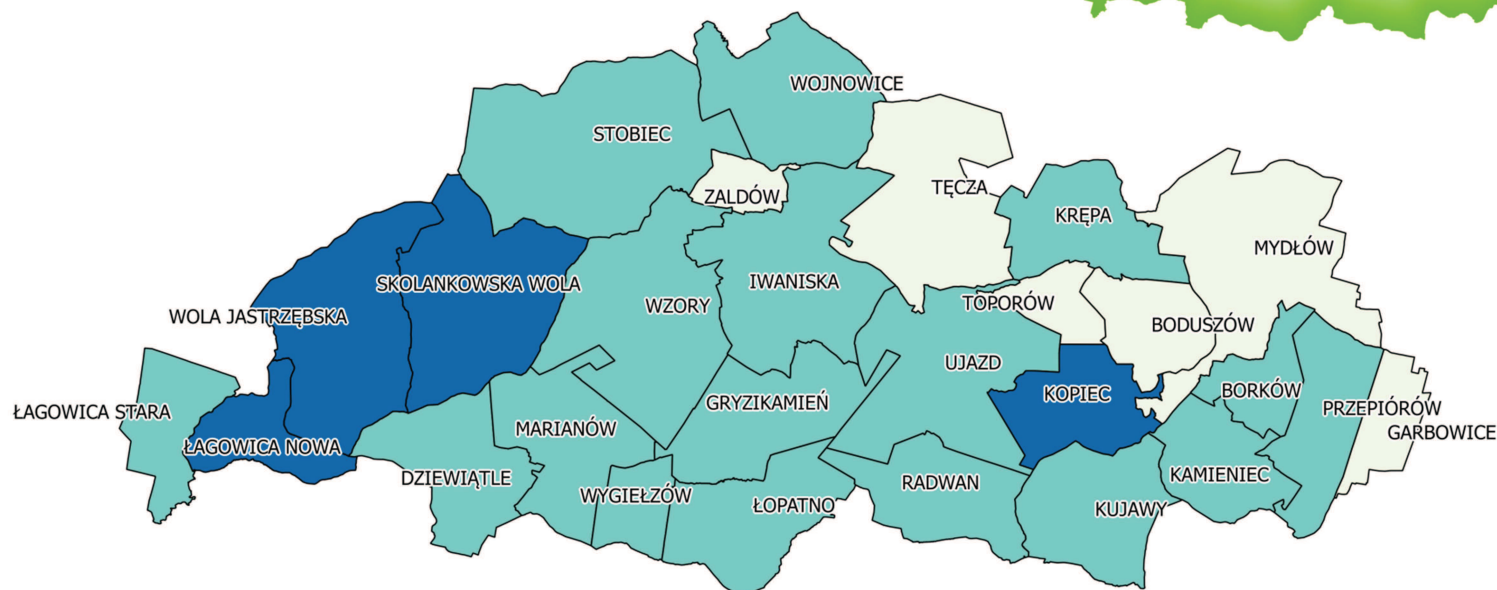 WOJNOWICE
STOBIEC
TĘCZA
ZALDÓW
KRĘPA
MYDŁÓW
SKOLANKOWSKA WOLA
IWANISKA
WZORY
TOPORÓW
WOLA JASTRZĘBSKA
BODUSZÓW
UJAZD
KOPIEC
BORKÓW
GRYZIKAMIEŃ
PRZEPIÓRÓW
ŁAGOWICA STARA
MARIANÓW
GARBOWICE
ŁAGOWICA NOWA
DZIEWIĄTLE
KAMIENIEC
RADWAN
WYGIEŁZÓW
ŁOPATNO
KUJAWY